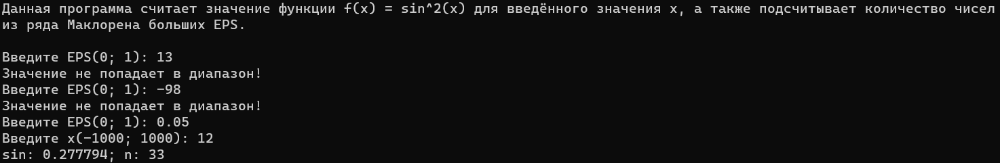 Данная программа считает значение функции f(x) = sin^2(x) для введённого значения x, а также подсчитывает количество чисел
из ряда Маклорена больших EPS.
Введите EPS(0; 1): 13
Значение не попадает в диапазон!
Введите EPS(0; 1): -98
Значение не попадает в диапазон!
Введите EPS(0; 1): 0.05
Введите x(-1000; 1000): 12
sin: 0.277794; n: 33